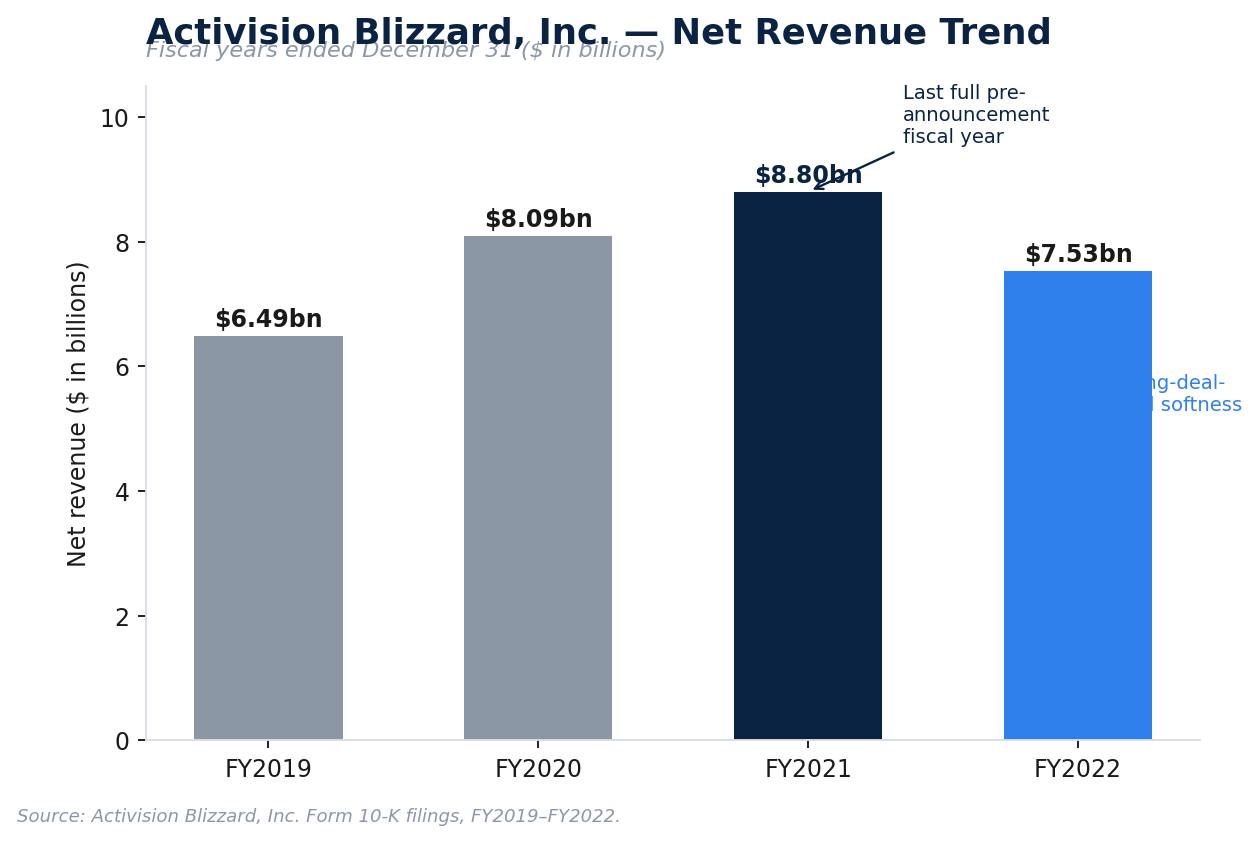 Activision Blizzard, Inc. — Net Revenue Trend
Fiscal years ended December 31 ($ in billions)
Last full pre-
announcement
fiscal year
Net revenue ($ in billions)
10
8
6
4
2
0
$6.49bn
$8.09bn
$8.80bn
$7.53bn
ng-deal-
softness
FY2019
FY2020
FY2021
FY2022
Source: Activision Blizzard, Inc. Form 10-K filings, FY2019–FY2022.